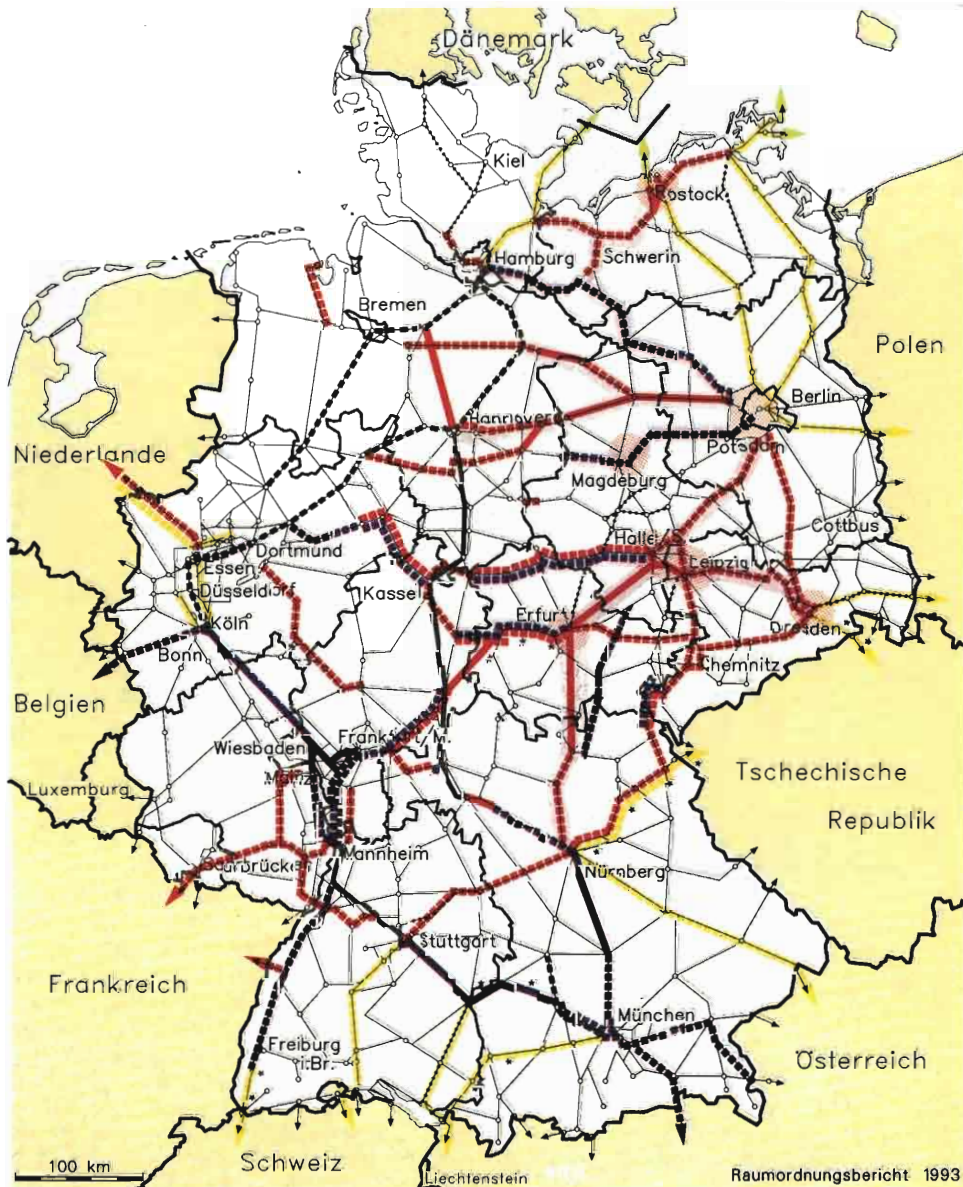 Dänemark
Kiel
Rostock
Schwerin
Hamburg
Bremen
Polen
Berlin
Hannover
Potsdam
Niederlande
Magdeburg
Cottbus
Dortmund
Halle/S.
Essen
Leipzig
Düsseldorf
Kassel
Erfurt
Köln
Dresden
Bonn
Chemnitz
Belgien
Wiesbaden
Frankfurt/M.
Mainz
Tschechische
Luxemburg
Republik
Mannheim
Saarbrücken
Nürnberg
Stuttgart
Frankreich
München
Freiburg
i.Br.
Österreich
Schweiz
100 km
Liechtenstein
Raumordnungsbericht 1993